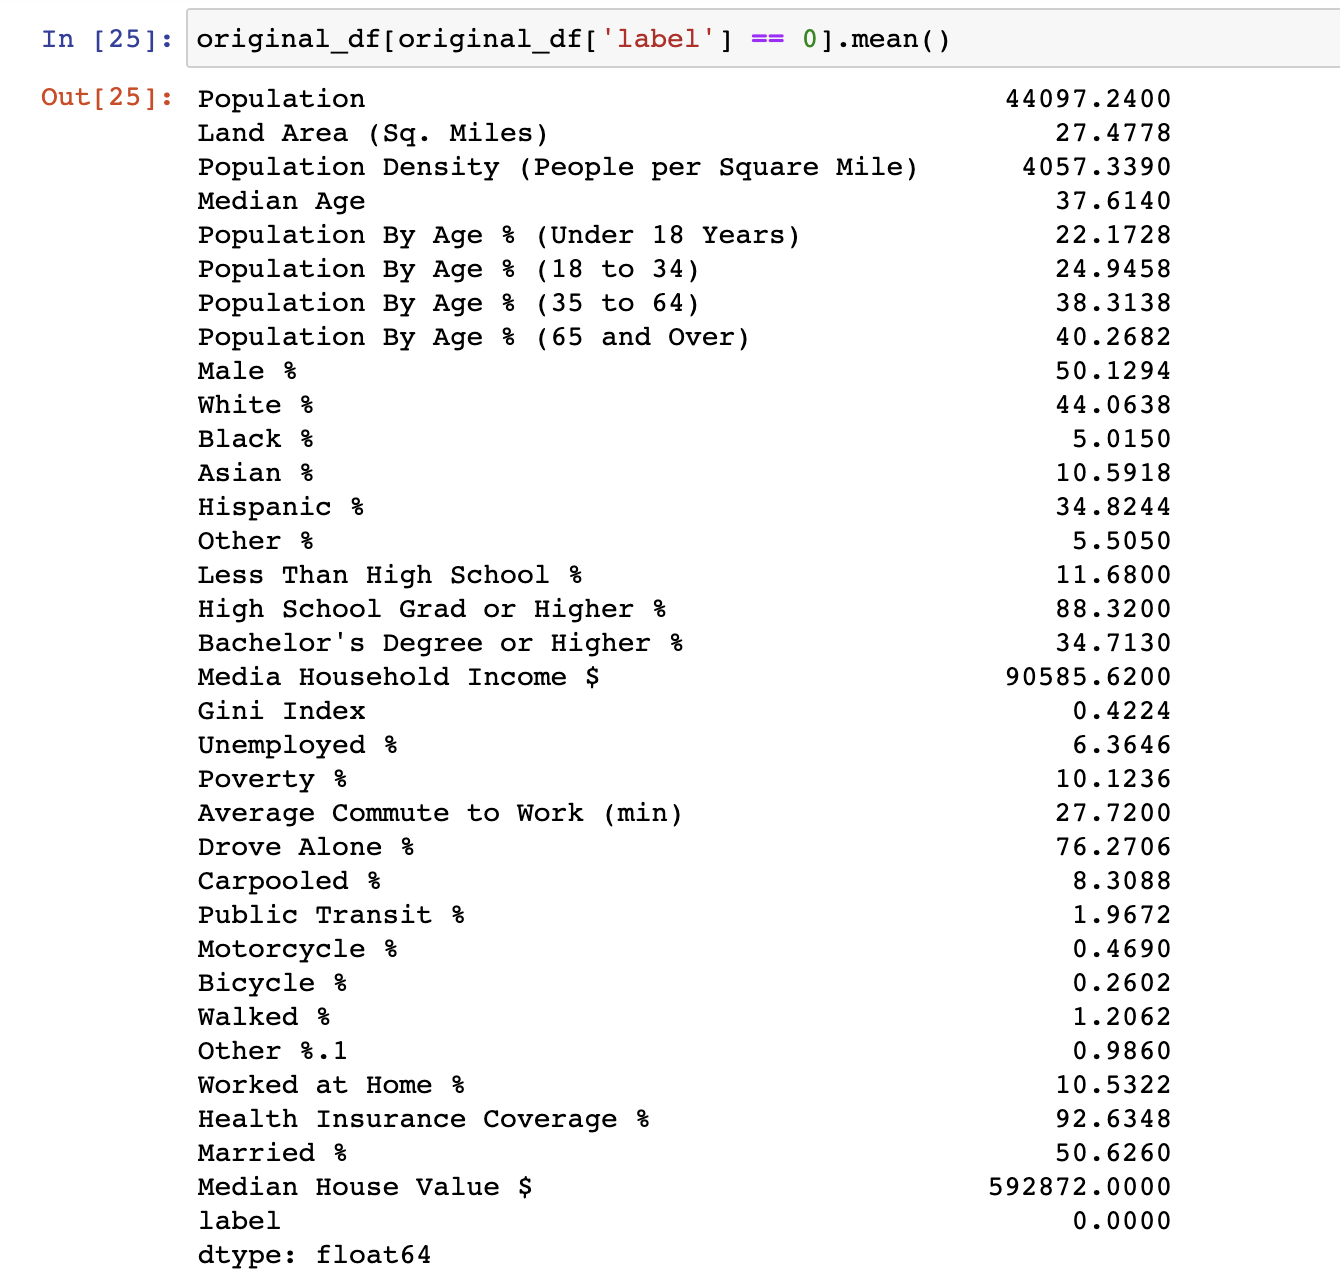 In [25]: original_df[original_df['label'] == 0].mean()
Out[25]: Population 44097.2400
Land Area (Sq. Miles) 27.4778
Population Density (People per Square Mile) 4057.3390
Median Age 37.6140
Population By Age % (Under 18 Years) 22.1728
Population By Age % (18 to 34) 24.9458
Population By Age % (35 to 64) 38.3138
Population By Age % (65 and Over) 40.2682
Male % 50.1294
White % 44.0638
Black % 5.0150
Asian % 10.5918
Hispanic % 34.8244
Other % 5.5050
Less Than High School % 11.6800
High School Grad or Higher % 88.3200
Bachelor's Degree or Higher % 34.7130
Media Household Income $ 90585.6200
Gini Index 0.4224
Unemployed % 6.3646
Poverty % 10.1236
Average Commute to Work (min) 27.7200
Drove Alone % 76.2706
Carpooled % 8.3088
Public Transit % 1.9672
Motorcycle % 0.4690
Bicycle % 0.2602
Walked % 1.2062
Other %.1 0.9860
Worked at Home % 10.5322
Health Insurance Coverage % 92.6348
Married % 50.6260
Median House Value $ 592872.0000
label 0.0000
dtype: float64